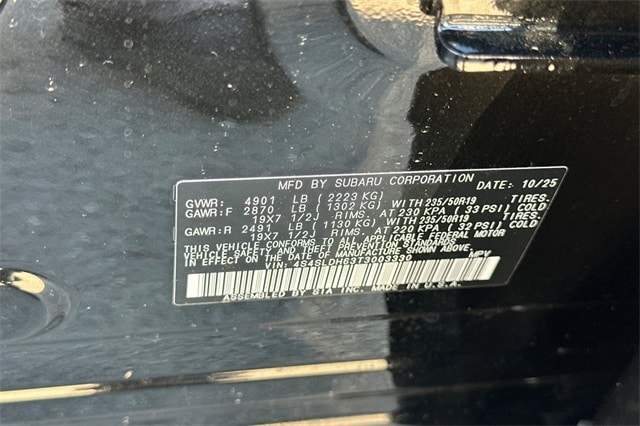 MFD BY SUBARU CORPORATION DATE: 10/25
GVWR: 4901 LB (2223 KG)
GAWR:F 2870 LB (1302 KG) WITH 235/50R19 TIRES,
19X7 1/2J RIMS, AT 230 KPA (33 PSI) COLD
GAWR:R 2491 LB (1130 KG) WITH 235/50R19 TIRES,
19X7 1/2J RIMS, AT 220 KPA (32 PSI) COLD
THIS VEHICLE CONFORMS TO ALL APPLICABLE FEDERAL MOTOR
VEHICLE SAFETY AND THEFT PREVENTION STANDARDS
IN EFFECT ON THE DATE OF MANUFACTURE SHOWN ABOVE.
VIN: 4S4SLDH63T3003330 MPV
ASSEMBLED BY SIA INC. MADE IN U.S.A.